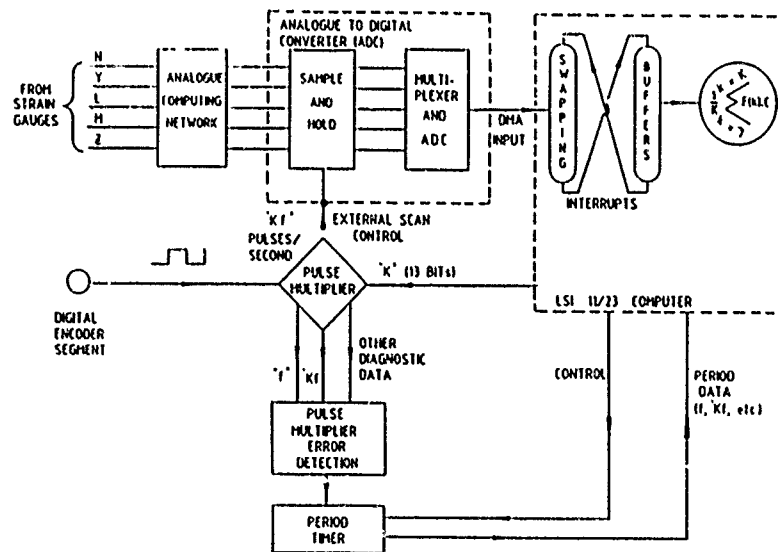 ANALOGUE TO DIGITAL
CONVERTER (ADC)
FROM
STRAIN
GAUGES
N
Y
L
M
Z
ANALOGUE
COMPUTING
NETWORK
SAMPLE
AND
HOLD
MULTI-
PLEXER
AND
ADC
DMA
INPUT
SWAPPING
BUFFERS
INTERRUPTS
"Kf"
PULSES/
SECOND
EXTERNAL SCAN
CONTROL
PULSE
MULTIPLIER
"K" (13 BITs)
LSI 11/23 COMPUTER
DIGITAL
ENCODER
SEGMENT
"f"
"Kf
OTHER
DIAGNOSTIC
DATA
CONTROL
PERIOD
DATA
(f, "Kf, etc)
PULSE
MULTIPLIER
ERROR
DETECTION
PERIOD
TIMER